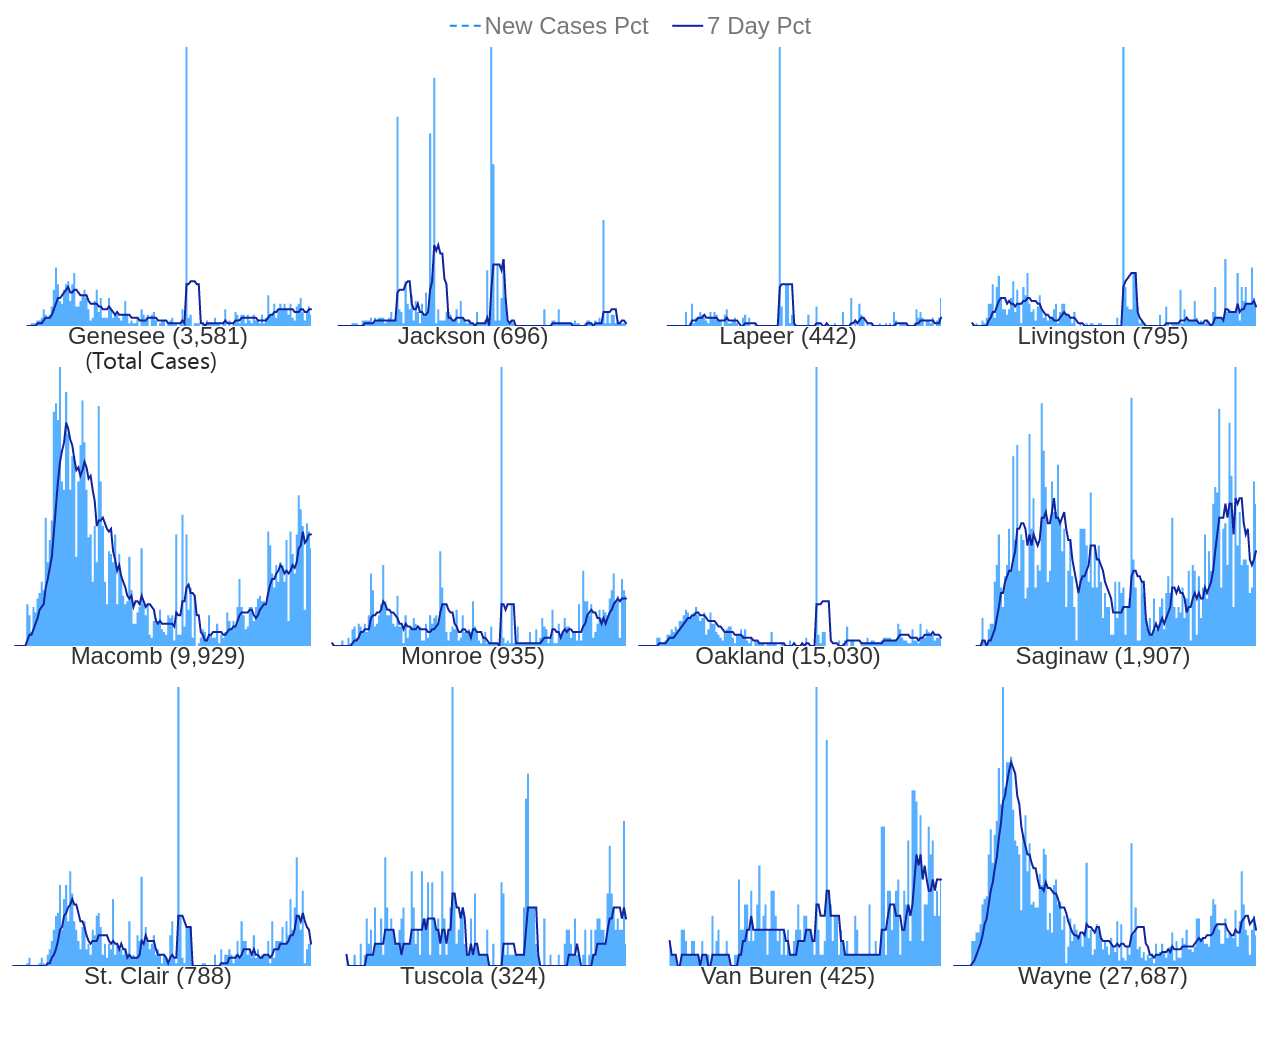 New Cases Pct 7 Day Pct
Genesee (3,581) Jackson (696) Lapeer (442) Livingston (795)
(Total Cases)
Macomb (9,929) Monroe (935) Oakland (15,030) Saginaw (1,907)
St. Clair (788) Tuscola (324) Van Buren (425) Wayne (27,687)